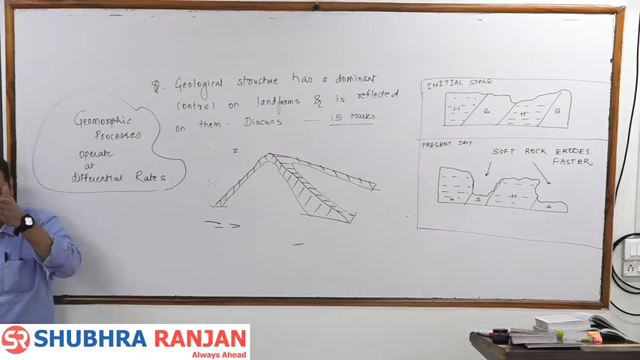 Q. Geological structure has a dominant
control on landforms & is reflected
on them. Discuss — 15 Marks
Geomorphic
Processes
operate
at
differential Rates.
INITIAL STAGE
H S H S
PRESENT DAY
SOFT ROCK ERODES
FASTER
H S H S
SR SHUBHRA RANJAN
Always Ahead